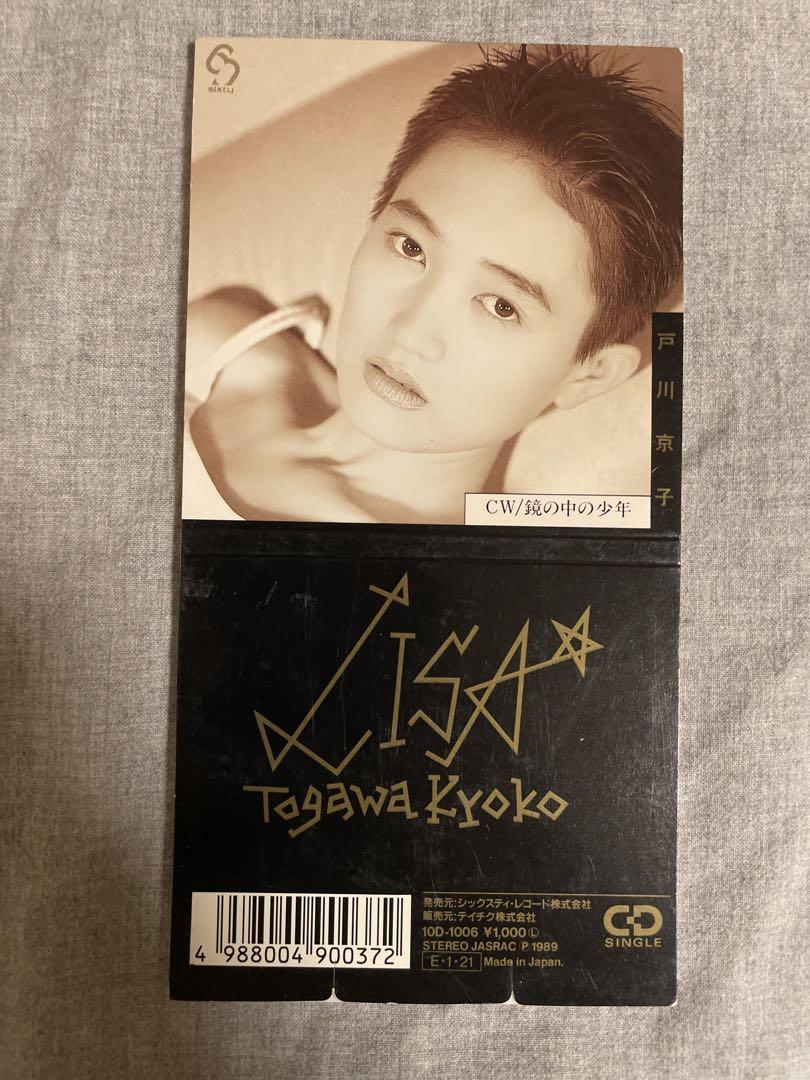 sixty
戸川京子
CW/鏡の中の少年
LISA
Togawa Kyoko
発売元:シックスティ・レコード株式会社
販売元:テイチク株式会社
10D-1006 ¥1,000 Ⓛ
STEREO JASRAC Ⓟ 1989
E・1・21 Made in Japan.
CD
SINGLE
4 988004 900372